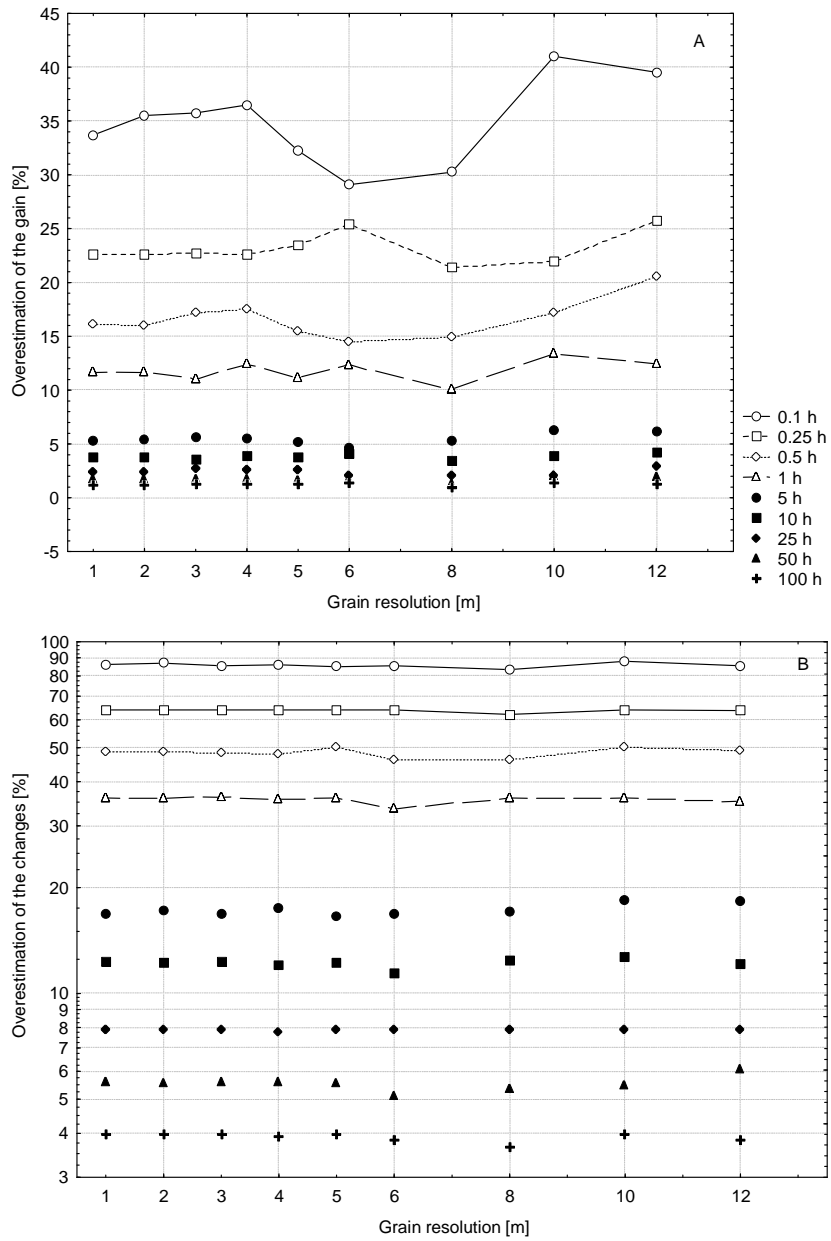 A
Overestimation of the gain [%]
45
40
35
30
25
20
15
10
5
0
-5
1 2 3 4 5 6 8 10 12
Grain resolution [m]
0.1 h
0.25 h
0.5 h
1 h
5 h
10 h
25 h
50 h
100 h
B
Overestimation of the changes [%]
100
90
80
70
60
50
40
30
20
10
9
8
7
6
5
4
3
1 2 3 4 5 6 8 10 12
Grain resolution [m]